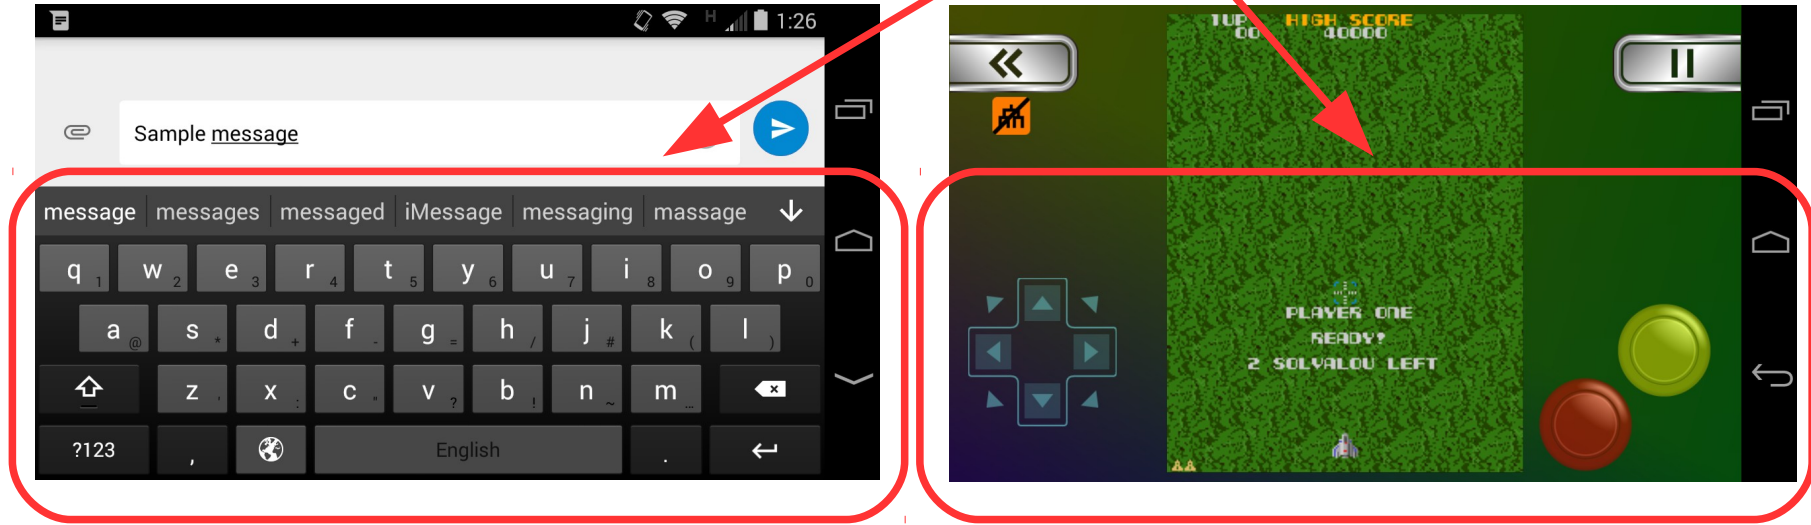 H 1:26
Sample message
message messages messaged iMessage messaging massage
q 1 w 2 e 3 r 4 t 5 y 6 u 7 i 8 o 9 p 0
a @ s * d + f - g = h / j # k ( l )
z ' x : c " v ? b ! n ~ m ...
?123 , English .
1UP HIGH SCORE
00 40000
PLAYER ONE
READY?
2 SOLVALOU LEFT